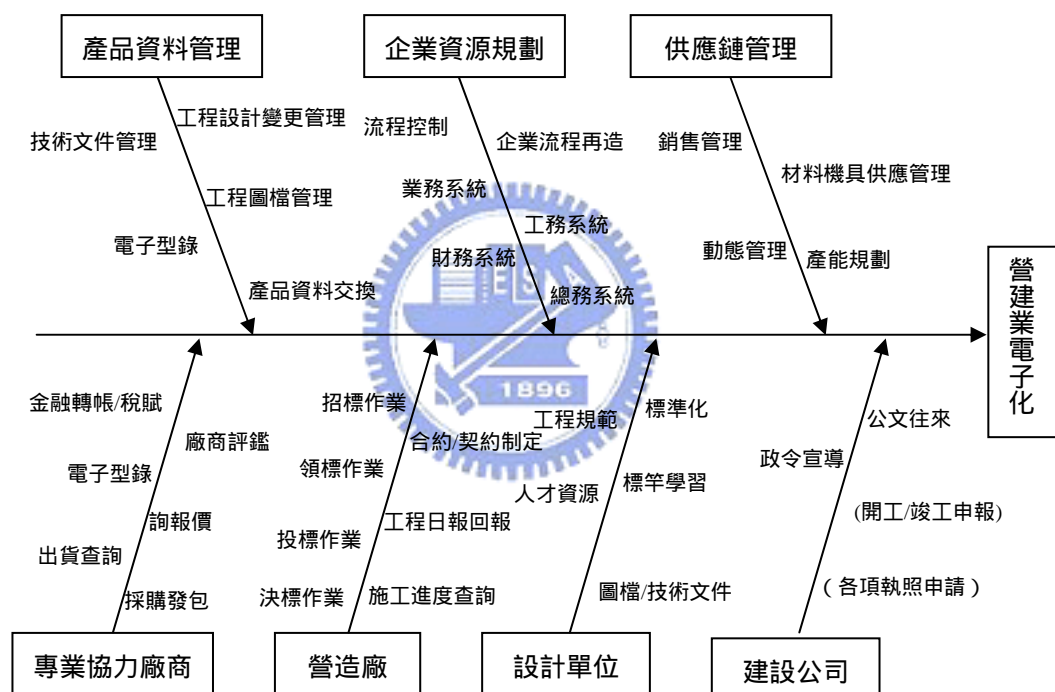 產品資料管理
企業資源規劃
供應鏈管理
工程設計變更管理
技術文件管理
工程圖檔管理
電子型錄
產品資料交換
流程控制
企業流程再造
業務系統
工務系統
財務系統
總務系統
銷售管理
材料機具供應管理
動態管理
產能規劃
營建業電子化
ESA
1896
金融轉帳/稅賦
廠商評鑑
電子型錄
詢報價
出貨查詢
採購發包
招標作業
合約/契約制定
領標作業
工程日報回報
投標作業
決標作業
施工進度查詢
工程規範
標準化
人才資源
標竿學習
圖檔/技術文件
公文往來
政令宣導
(開工/竣工申報)
(各項執照申請)
專業協力廠商
營造廠
設計單位
建設公司